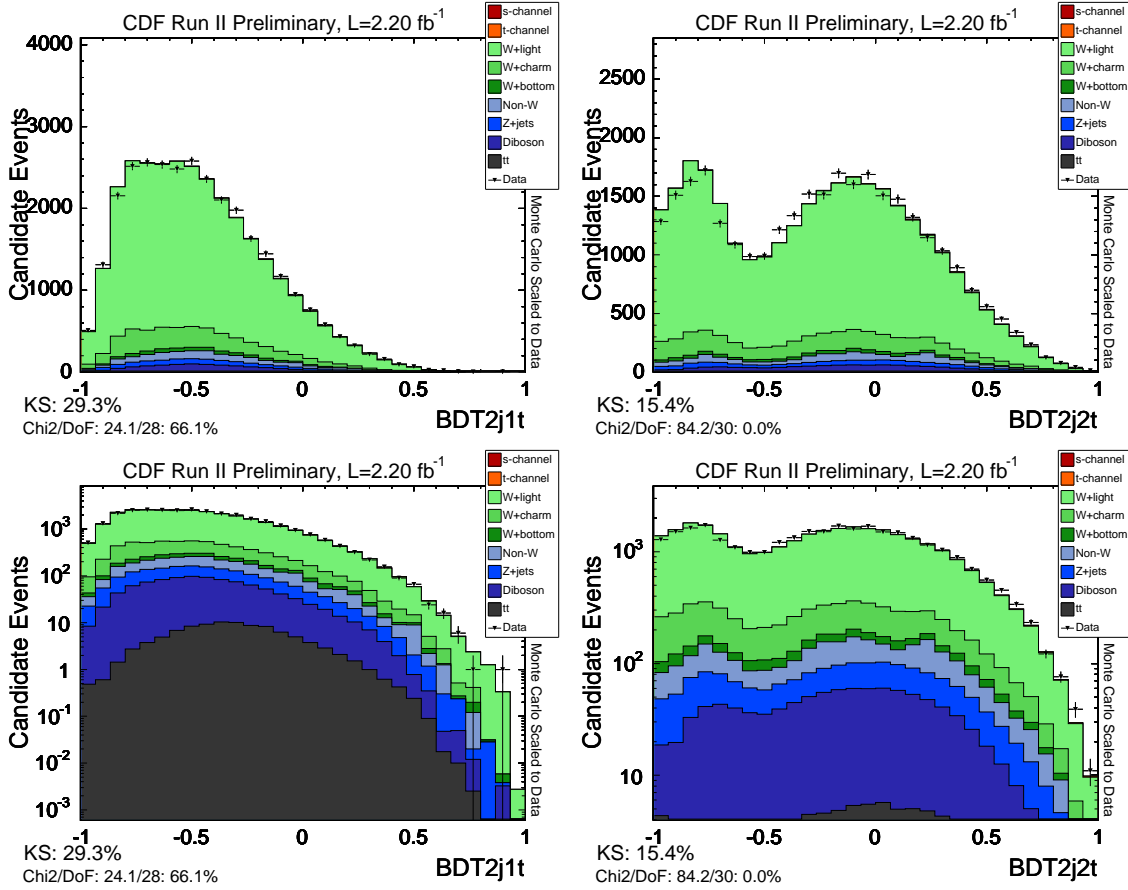 CDF Run II Preliminary, L=2.20 fb-1
Candidate Events
4000
3000
2000
1000
0
-1
-0.5
0
0.5
1
BDT2j1t
KS: 29.3%
Chi2/DoF: 24.1/28: 66.1%
Monte Carlo Scaled to Data
s-channel
t-channel
W+light
W+charm
W+bottom
Non-W
Z+jets
Diboson
tt
Data
CDF Run II Preliminary, L=2.20 fb-1
Candidate Events
2500
2000
1500
1000
500
0
-1
-0.5
0
0.5
1
BDT2j2t
KS: 15.4%
Chi2/DoF: 84.2/30: 0.0%
Monte Carlo Scaled to Data
s-channel
t-channel
W+light
W+charm
W+bottom
Non-W
Z+jets
Diboson
tt
Data
CDF Run II Preliminary, L=2.20 fb-1
Candidate Events
10^3
10^2
10
1
10^-1
10^-2
10^-3
-1
-0.5
0
0.5
1
BDT2j1t
KS: 29.3%
Chi2/DoF: 24.1/28: 66.1%
Monte Carlo Scaled to Data
s-channel
t-channel
W+light
W+charm
W+bottom
Non-W
Z+jets
Diboson
tt
Data
CDF Run II Preliminary, L=2.20 fb-1
Candidate Events
10^3
10^2
10
-1
-0.5
0
0.5
1
BDT2j2t
KS: 15.4%
Chi2/DoF: 84.2/30: 0.0%
Monte Carlo Scaled to Data
s-channel
t-channel
W+light
W+charm
W+bottom
Non-W
Z+jets
Diboson
tt
Data